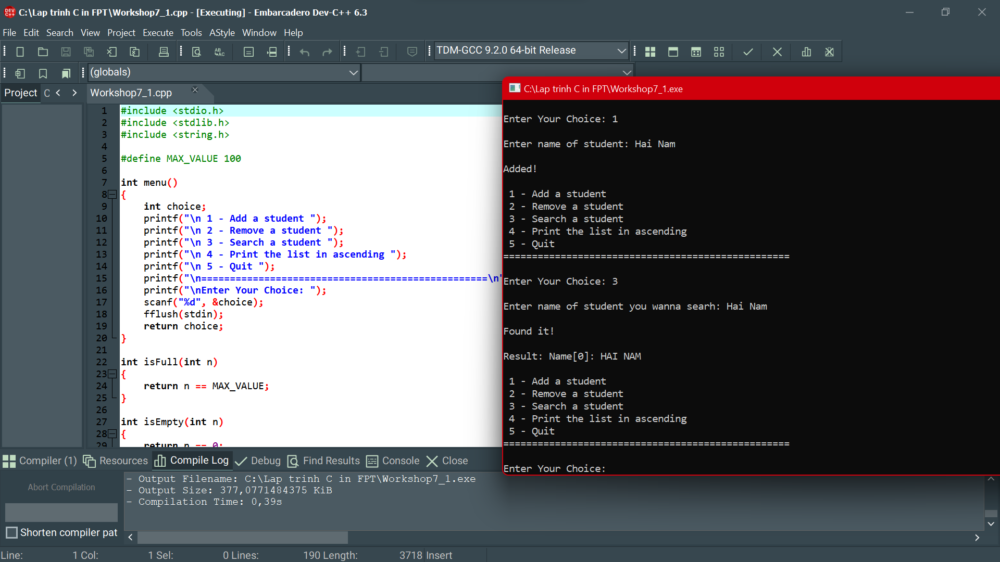 C:\Lap trinh C in FPT\Workshop7_1.cpp - [Executing] - Embarcadero Dev-C++ 6.3
File Edit Search View Project Execute Tools AStyle Window Help
TDM-GCC 9.2.0 64-bit Release
(globals)
Project
Workshop7_1.cpp
1 #include <stdio.h>
2 #include <stdlib.h>
3 #include <string.h>
4
5 #define MAX_VALUE 100
6
7 int menu()
8 {
9 int choice;
10 printf("\n 1 - Add a student ");
11 printf("\n 2 - Remove a student ");
12 printf("\n 3 - Search a student ");
13 printf("\n 4 - Print the list in ascending ");
14 printf("\n 5 - Quit ");
15 printf("\n==================================================\n"
16 printf("\nEnter Your Choice: ");
17 scanf("%d", &choice);
18 fflush(stdin);
19 return choice;
20 }
21
22 int isFull(int n)
23 {
24 return n == MAX_VALUE;
25 }
26
27 int isEmpty(int n)
28 {
29 return n == 0;
C:\Lap trinh C in FPT\Workshop7_1.exe
Enter Your Choice: 1
Enter name of student: Hai Nam
Added!
1 - Add a student
2 - Remove a student
3 - Search a student
4 - Print the list in ascending
5 - Quit
==================================================
Enter Your Choice: 3
Enter name of student you wanna searh: Hai Nam
Found it!
Result: Name[0]: HAI NAM
1 - Add a student
2 - Remove a student
3 - Search a student
4 - Print the list in ascending
5 - Quit
==================================================
Enter Your Choice:
Compiler (1) Resources Compile Log Debug Find Results Console Close
Abort Compilation
Shorten compiler pat
- Output Filename: C:\Lap trinh C in FPT\Workshop7_1.exe
- Output Size: 377,0771484375 KiB
- Compilation Time: 0,39s
Line: 1 Col: 1 Sel: 0 Lines: 190 Length: 3718 Insert